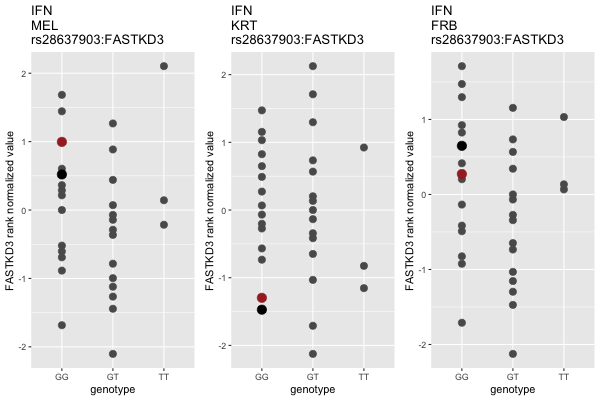 IFN
MEL
rs28637903:FASTKD3
FASTKD3 rank normalized value
2
1
0
-1
-2
GG
GT
TT
genotype
IFN
KRT
rs28637903:FASTKD3
FASTKD3 rank normalized value
2
1
0
-1
-2
GG
GT
TT
genotype
IFN
FRB
rs28637903:FASTKD3
FASTKD3 rank normalized value
1
0
-1
-2
GG
GT
TT
genotype